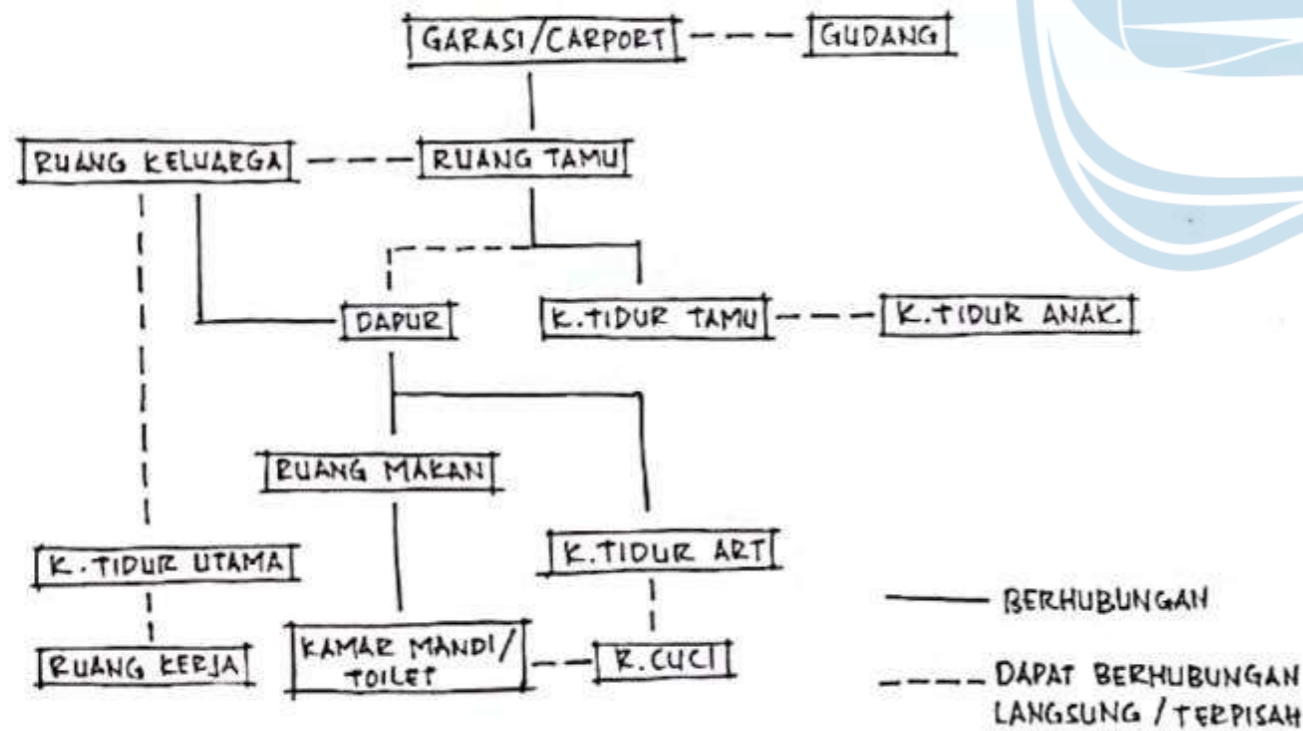 GARASI/CARPORT
GUDANG
RUANG KELUARGA
RUANG TAMU
DAPUR
K.TIDUR TAMU
K.TIDUR ANAK
RUANG MAKAN
K.TIDUR UTAMA
K.TIDUR ART
RUANG KERJA
KAMAR MANDI/
TOILET
R.CUCI
BERHUBUNGAN
DAPAT BERHUBUNGAN
LANGSUNG / TERPISAH